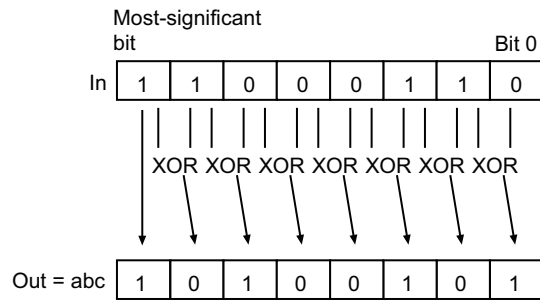 Most-significant
bit Bit 0
In 1 1 0 0 0 1 1 0
XOR XOR XOR XOR XOR XOR XOR
Out = abc 1 0 1 0 0 1 0 1